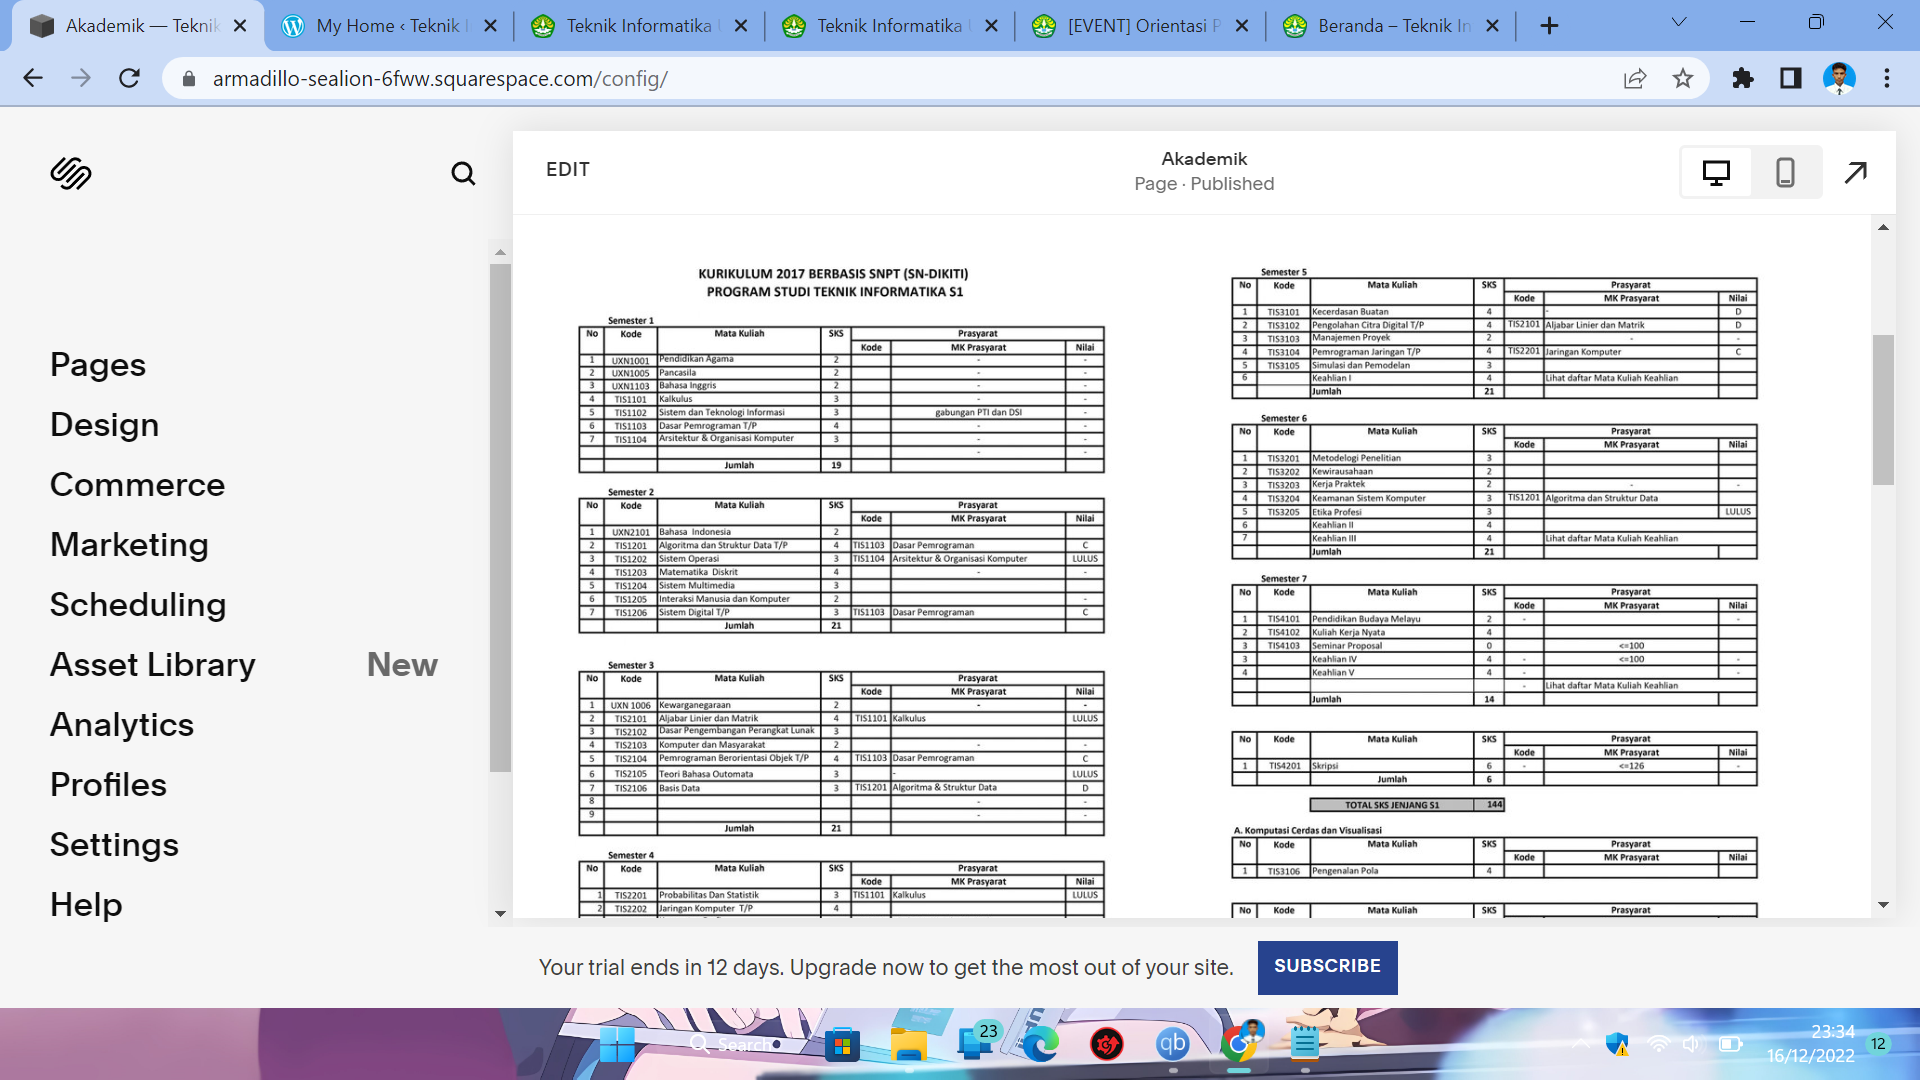 Akademik — Teknik
My Home ‹ Teknik I
Teknik Informatika U
Teknik Informatika U
[EVENT] Orientasi P
Beranda – Teknik In
armadillo-sealion-6fww.squarespace.com/config/
Pages
Design
Commerce
Marketing
Scheduling
Asset Library New
Analytics
Profiles
Settings
Help
EDIT
Akademik
Page · Published
KURIKULUM 2017 BERBASIS SNPT (SN-DIKITI)
PROGRAM STUDI TEKNIK INFORMATIKA S1
Semester 1
No Kode Mata Kuliah SKS Prasyarat
Kode MK Prasyarat Nilai
1 UXN1001 Pendidikan Agama 2 - -
2 UXN1005 Pancasila 2 - -
3 UXN1103 Bahasa Inggris 2 - -
4 TIS1101 Kalkulus 3 - -
5 TIS1102 Sistem dan Teknologi Informasi 3 gabungan PTI dan DSI -
6 TIS1103 Dasar Pemrograman T/P 4 - -
7 TIS1104 Arsitektur & Organisasi Komputer 3 - -
- -
Jumlah 19
Semester 2
No Kode Mata Kuliah SKS Prasyarat
Kode MK Prasyarat Nilai
1 UXN2101 Bahasa Indonesia 2
2 TIS1201 Algoritma dan Struktur Data T/P 4 TIS1103 Dasar Pemrograman C
3 TIS1202 Sistem Operasi 3 TIS1104 Arsitektur & Organisasi Komputer LULUS
4 TIS1203 Matematika Diskrit 4 - -
5 TIS1204 Sistem Multimedia 3
6 TIS1205 Interaksi Manusia dan Komputer 2 -
7 TIS1206 Sistem Digital T/P 3 TIS1103 Dasar Pemrograman C
Jumlah 21
Semester 3
No Kode Mata Kuliah SKS Prasyarat
Kode MK Prasyarat Nilai
1 UXN 1006 Kewarganegaraan 2 - -
2 TIS2101 Aljabar Linier dan Matrik 4 TIS1101 Kalkulus LULUS
3 TIS2102 Dasar Pengembangan Perangkat Lunak 3
4 TIS2103 Komputer dan Masyarakat 2 - -
5 TIS2104 Pemrograman Berorientasi Objek T/P 4 TIS1103 Dasar Pemrograman C
6 TIS2105 Teori Bahasa Outomata 3 - LULUS
7 TIS2106 Basis Data 3 TIS1201 Algoritma & Struktur Data D
8 - -
9 - -
Jumlah 21
Semester 4
No Kode Mata Kuliah SKS Prasyarat
Kode MK Prasyarat Nilai
1 TIS2201 Probabilitas Dan Statistik 3 TIS1101 Kalkulus LULUS
2 TIS2202 Jaringan Komputer T/P 4
Semester 5
No Kode Mata Kuliah SKS Prasyarat
Kode MK Prasyarat Nilai
1 TIS3101 Kecerdasan Buatan 4 - D
2 TIS3102 Pengolahan Citra Digital T/P 4 TIS2101 Aljabar Linier dan Matrik D
3 TIS3103 Manajemen Proyek 2 - -
4 TIS3104 Pemrograman Jaringan T/P 4 TIS2201 Jaringan Komputer C
5 TIS3105 Simulasi dan Pemodelan 3
6 Keahlian I 4 Lihat daftar Mata Kuliah Keahlian
Jumlah 21
Semester 6
No Kode Mata Kuliah SKS Prasyarat
Kode MK Prasyarat Nilai
1 TIS3201 Metodelogi Penelitian 3
2 TIS3202 Kewirausahaan 2
3 TIS3203 Kerja Praktek 2 - -
4 TIS3204 Keamanan Sistem Komputer 3 TIS1201 Algoritma dan Struktur Data
5 TIS3205 Etika Profesi 3 LULUS
6 Keahlian II 4
7 Keahlian III 4 Lihat daftar Mata Kuliah Keahlian
Jumlah 21
Semester 7
No Kode Mata Kuliah SKS Prasyarat
Kode MK Prasyarat Nilai
1 TIS4101 Pendidikan Budaya Melayu 2 - -
2 TIS4102 Kuliah Kerja Nyata 4
3 TIS4103 Seminar Proposal 0 <=100
3 Keahlian IV 4 - <=100 -
4 Keahlian V 4 - -
- Lihat daftar Mata Kuliah Keahlian
Jumlah 14
No Kode Mata Kuliah SKS Prasyarat
Kode MK Prasyarat Nilai
1 TIS4201 Skripsi 6 - <=126 -
Jumlah 6
TOTAL SKS JENJANG S1 144
A. Komputasi Cerdas dan Visualisasi
No Kode Mata Kuliah SKS Prasyarat
Kode MK Prasyarat Nilai
1 TIS3106 Pengenalan Pola 4
No Kode Mata Kuliah SKS Prasyarat
Your trial ends in 12 days. Upgrade now to get the most out of your site.
SUBSCRIBE
Search
23
qb
23:34
16/12/2022
12